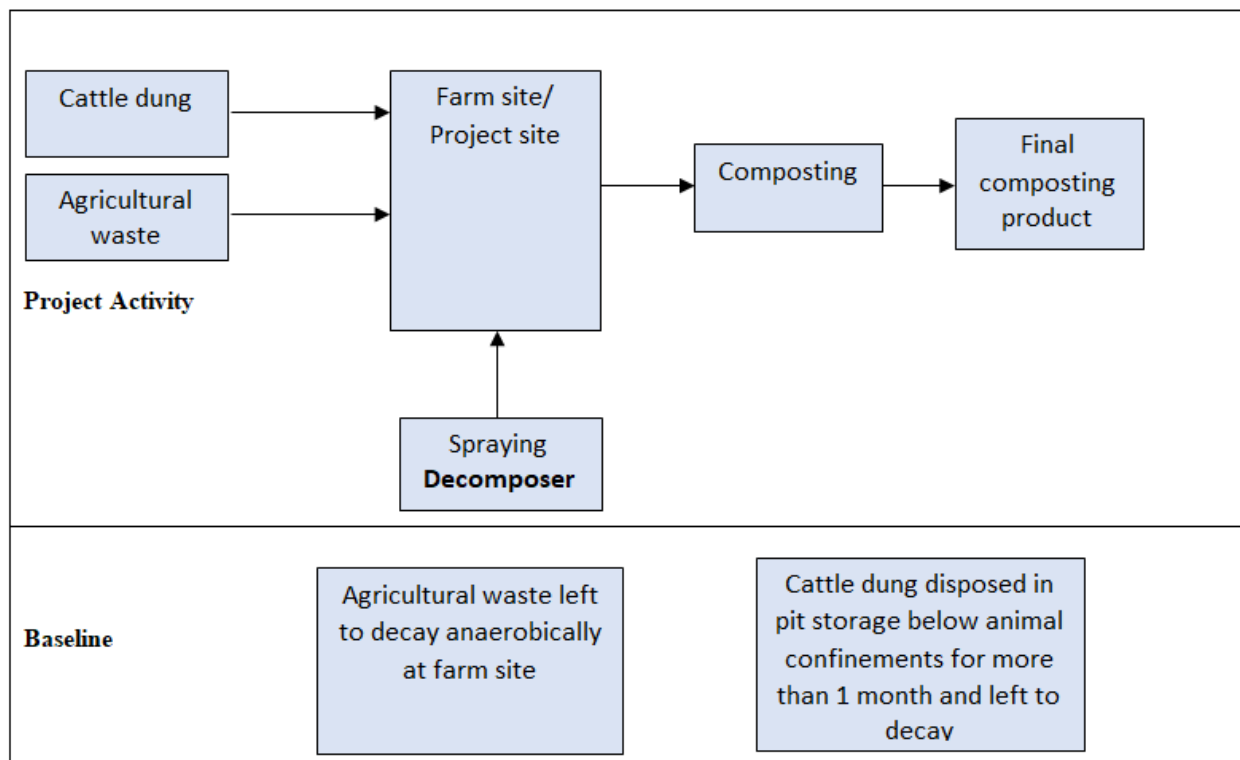 Cattle dung
Agricultural
waste
Project Activity
Farm site/
Project site
Composting
Final
composting
product
Spraying
Decomposer
Baseline
Agricultural waste left
to decay anaerobically
at farm site
Cattle dung disposed in
pit storage below animal
confinements for more
than 1 month and left to
decay